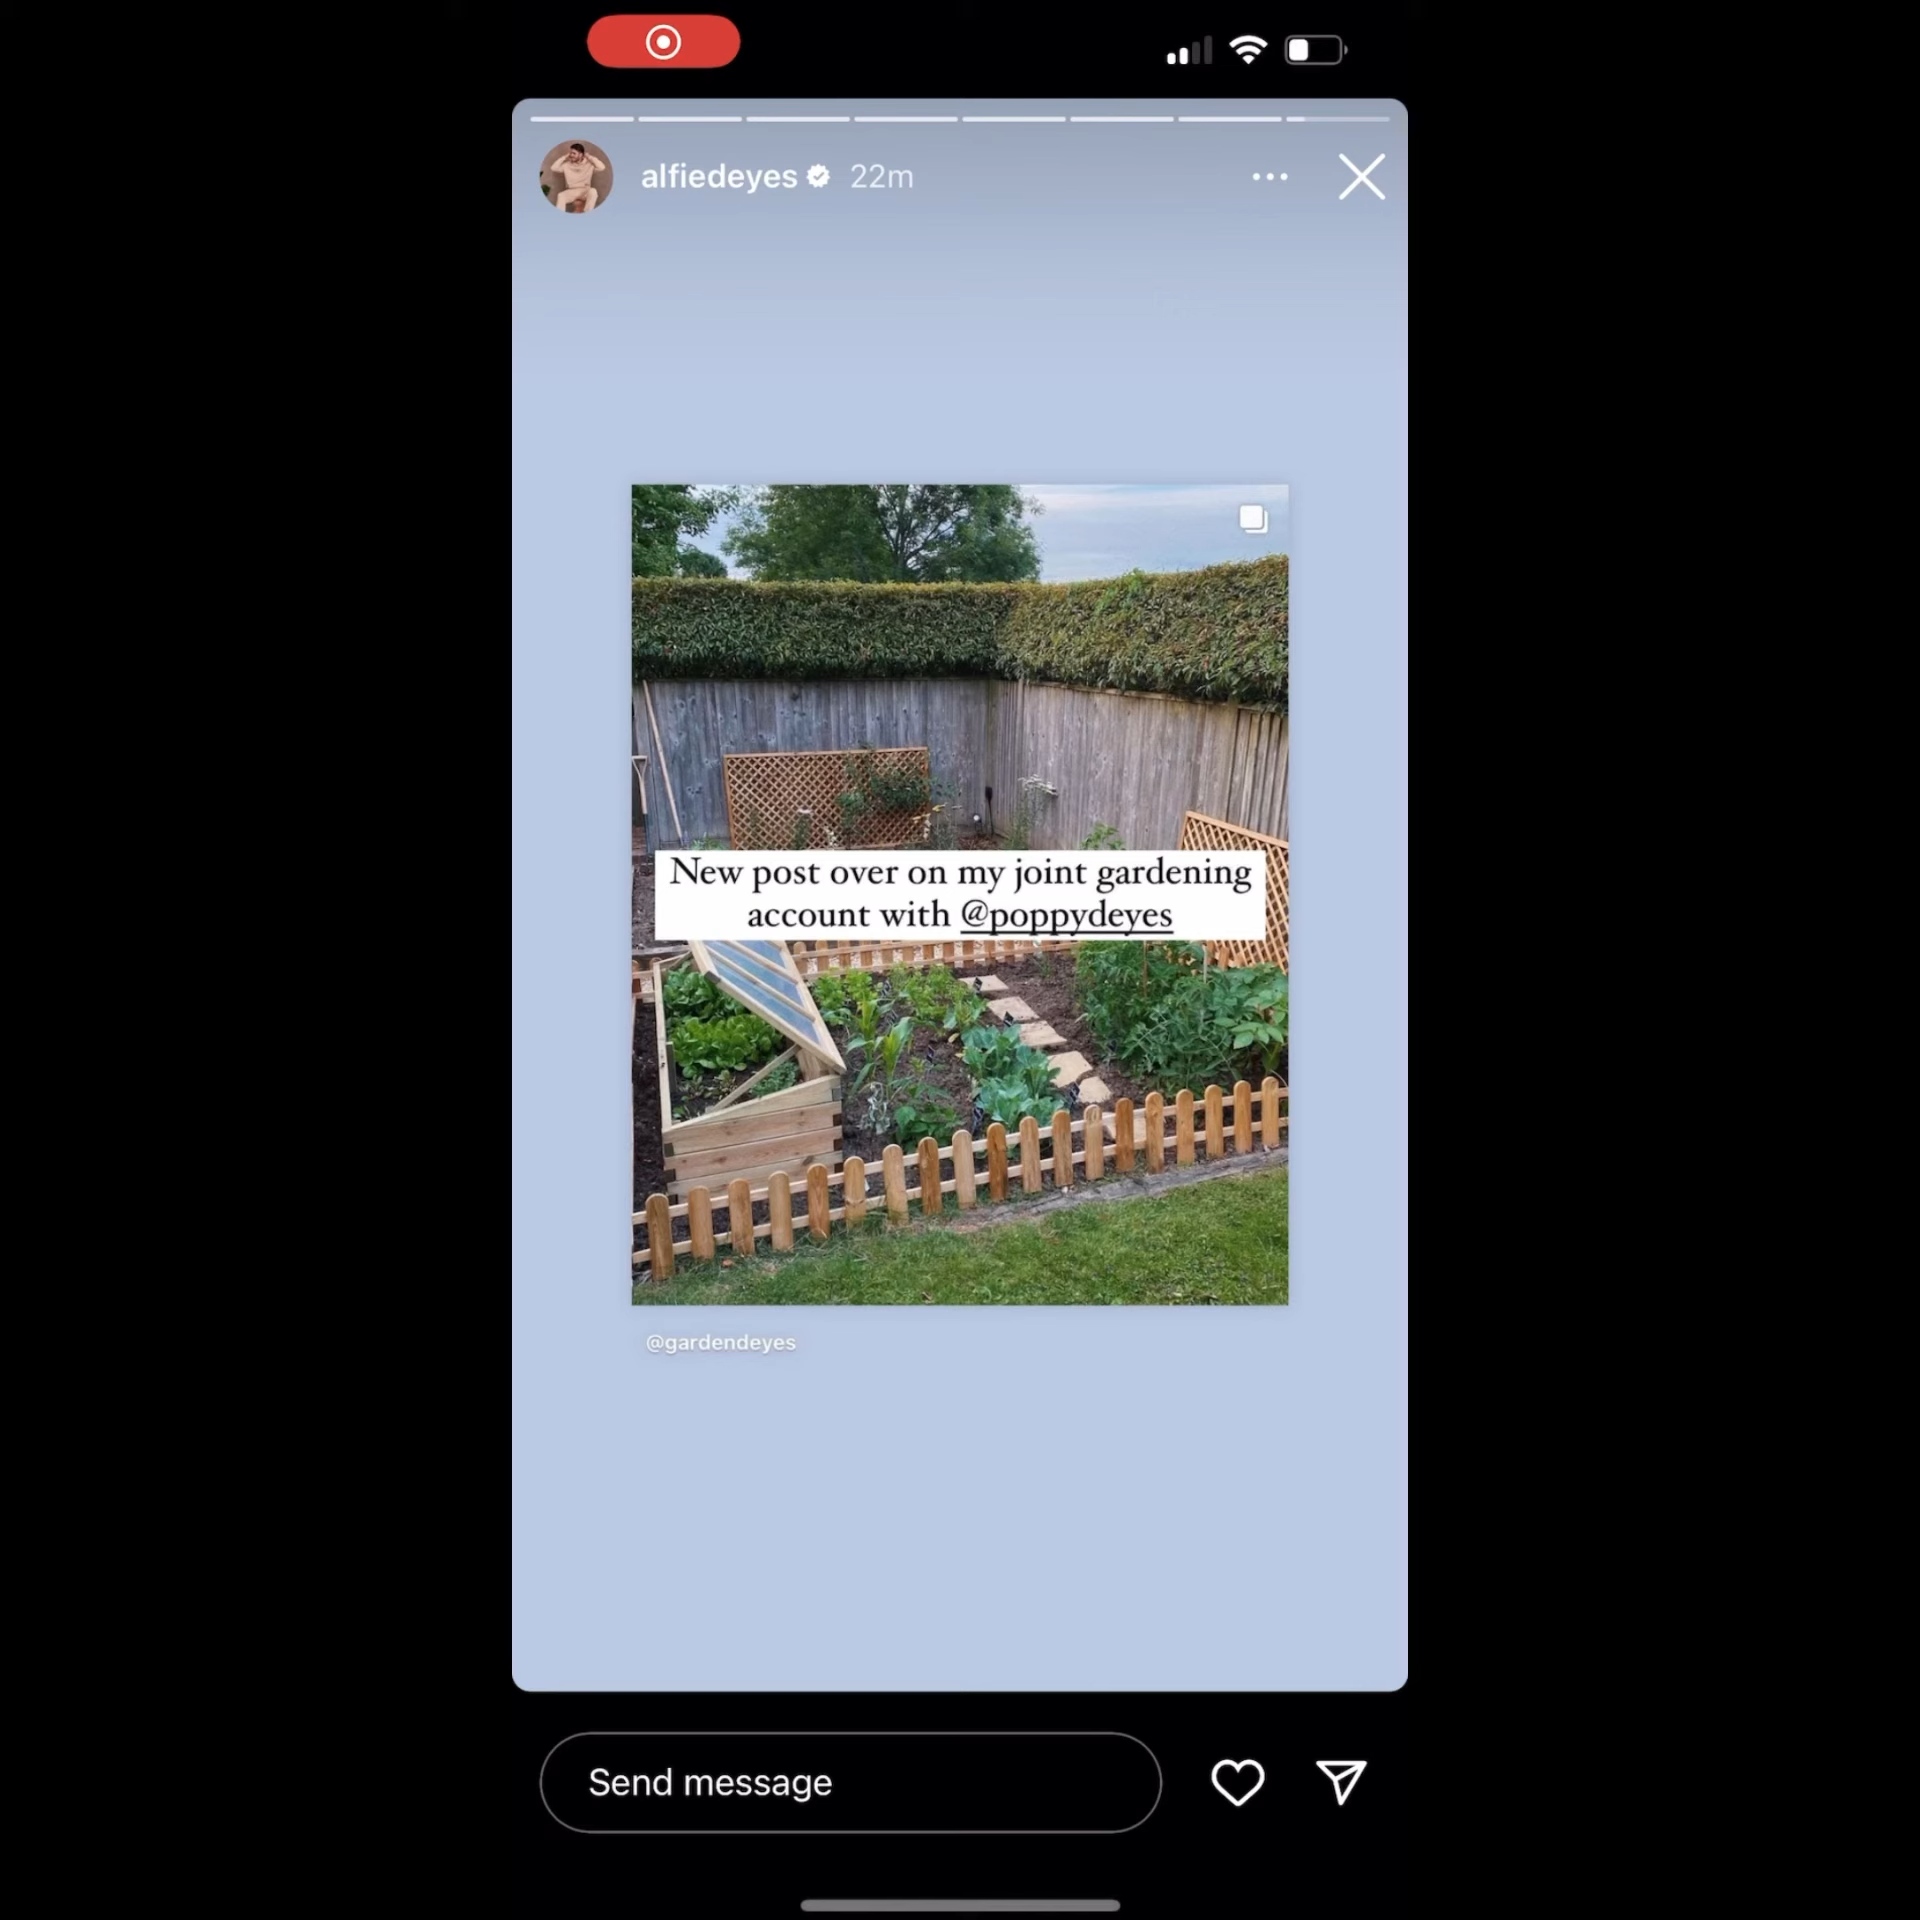 alfiedeyes 22m
New post over on my joint gardening
account with @poppydeyes
@gardendeyes
Send message